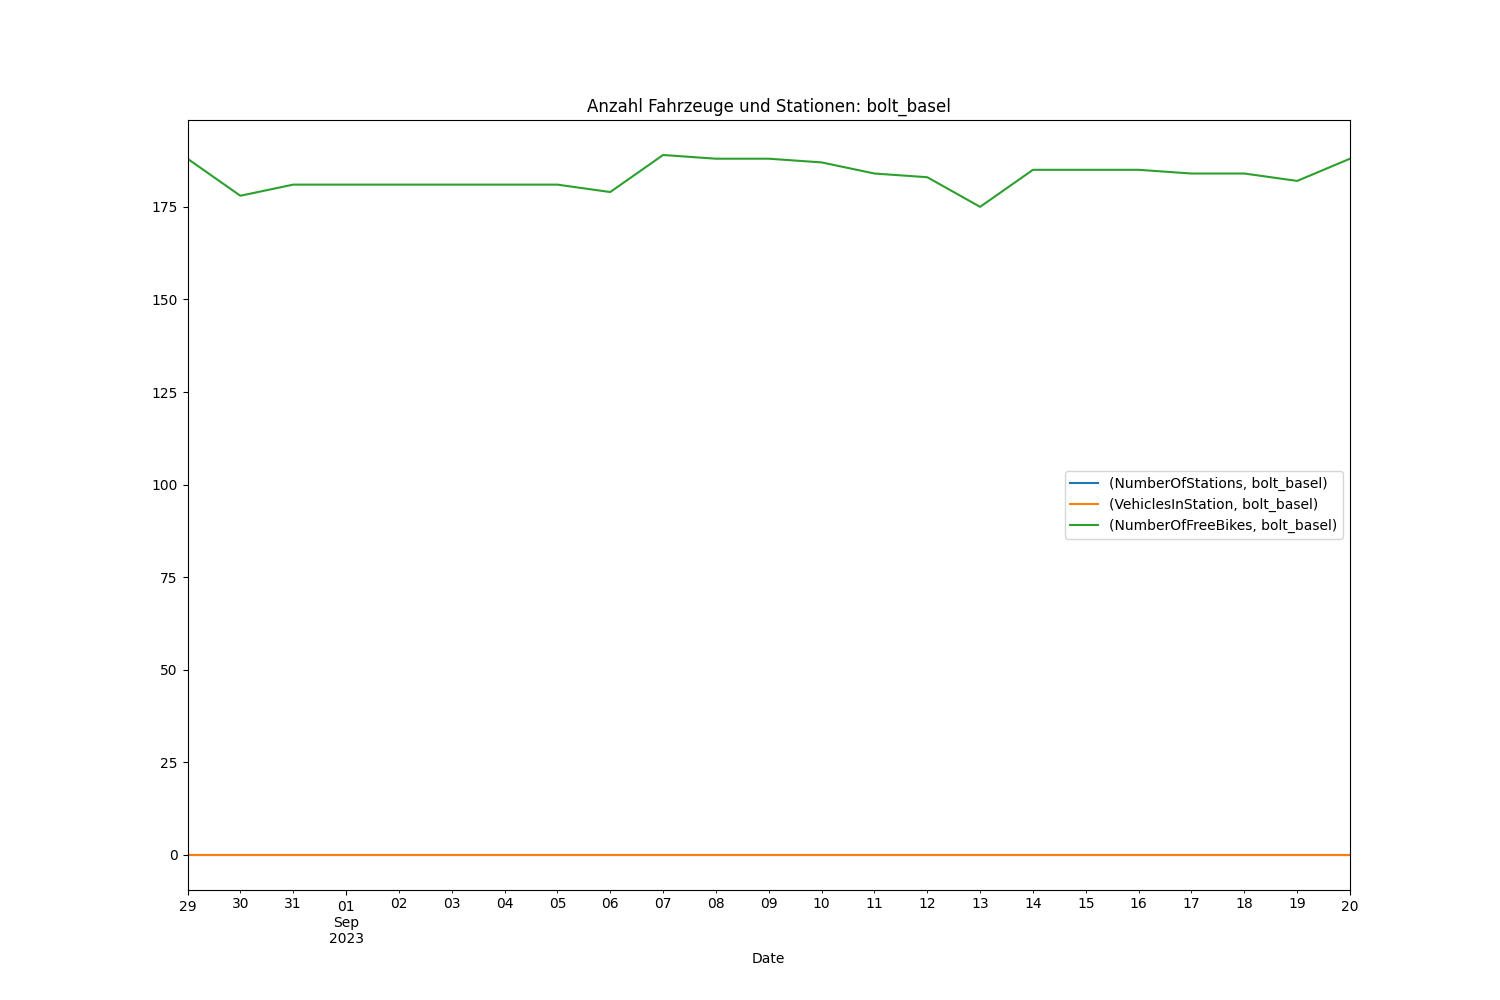 Anzahl Fahrzeuge und Stationen: bolt_basel
175
150
125
100
75
50
25
0
(NumberOfStations, bolt_basel)
(VehiclesInStation, bolt_basel)
(NumberOfFreeBikes, bolt_basel)
29 30 31 01 02 03 04 05 06 07 08 09 10 11 12 13 14 15 16 17 18 19 20
Sep
2023
Date